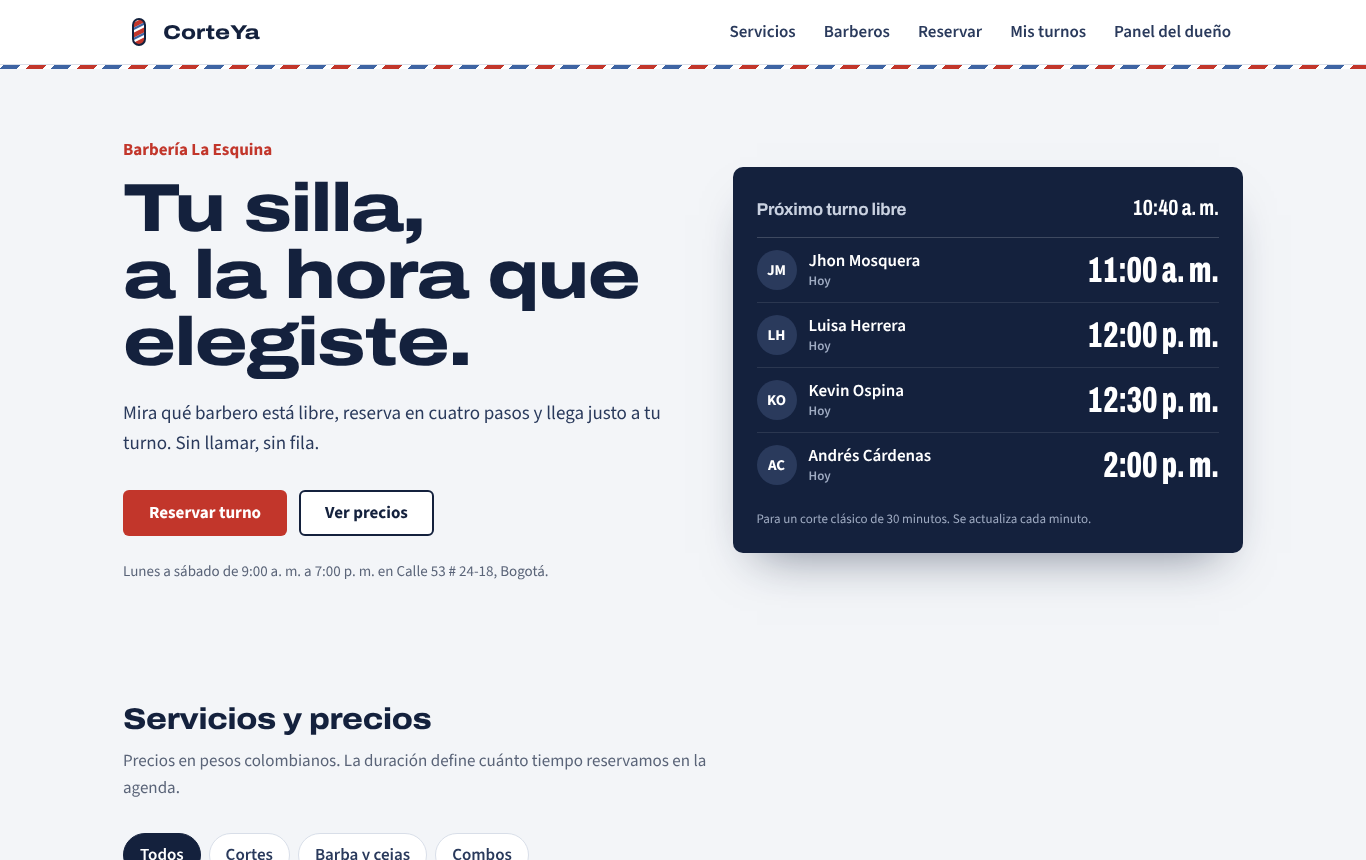 CorteYa
Servicios
Barberos
Reservar
Mis turnos
Panel del dueño
Barbería La Esquina
Tu silla,
a la hora que
elegiste.
Mira qué barbero está libre, reserva en cuatro pasos y llega justo a tu
turno. Sin llamar, sin fila.
Reservar turno
Ver precios
Lunes a sábado de 9:00 a. m. a 7:00 p. m. en Calle 53 # 24-18, Bogotá.
Próximo turno libre
10:40 a. m.
JM
Jhon Mosquera
Hoy
11:00 a. m.
LH
Luisa Herrera
Hoy
12:00 p. m.
KO
Kevin Ospina
Hoy
12:30 p. m.
AC
Andrés Cárdenas
Hoy
2:00 p. m.
Para un corte clásico de 30 minutos. Se actualiza cada minuto.
Servicios y precios
Precios en pesos colombianos. La duración define cuánto tiempo reservamos en la
agenda.
Todos
Cortes
Barba y cejas
Combos